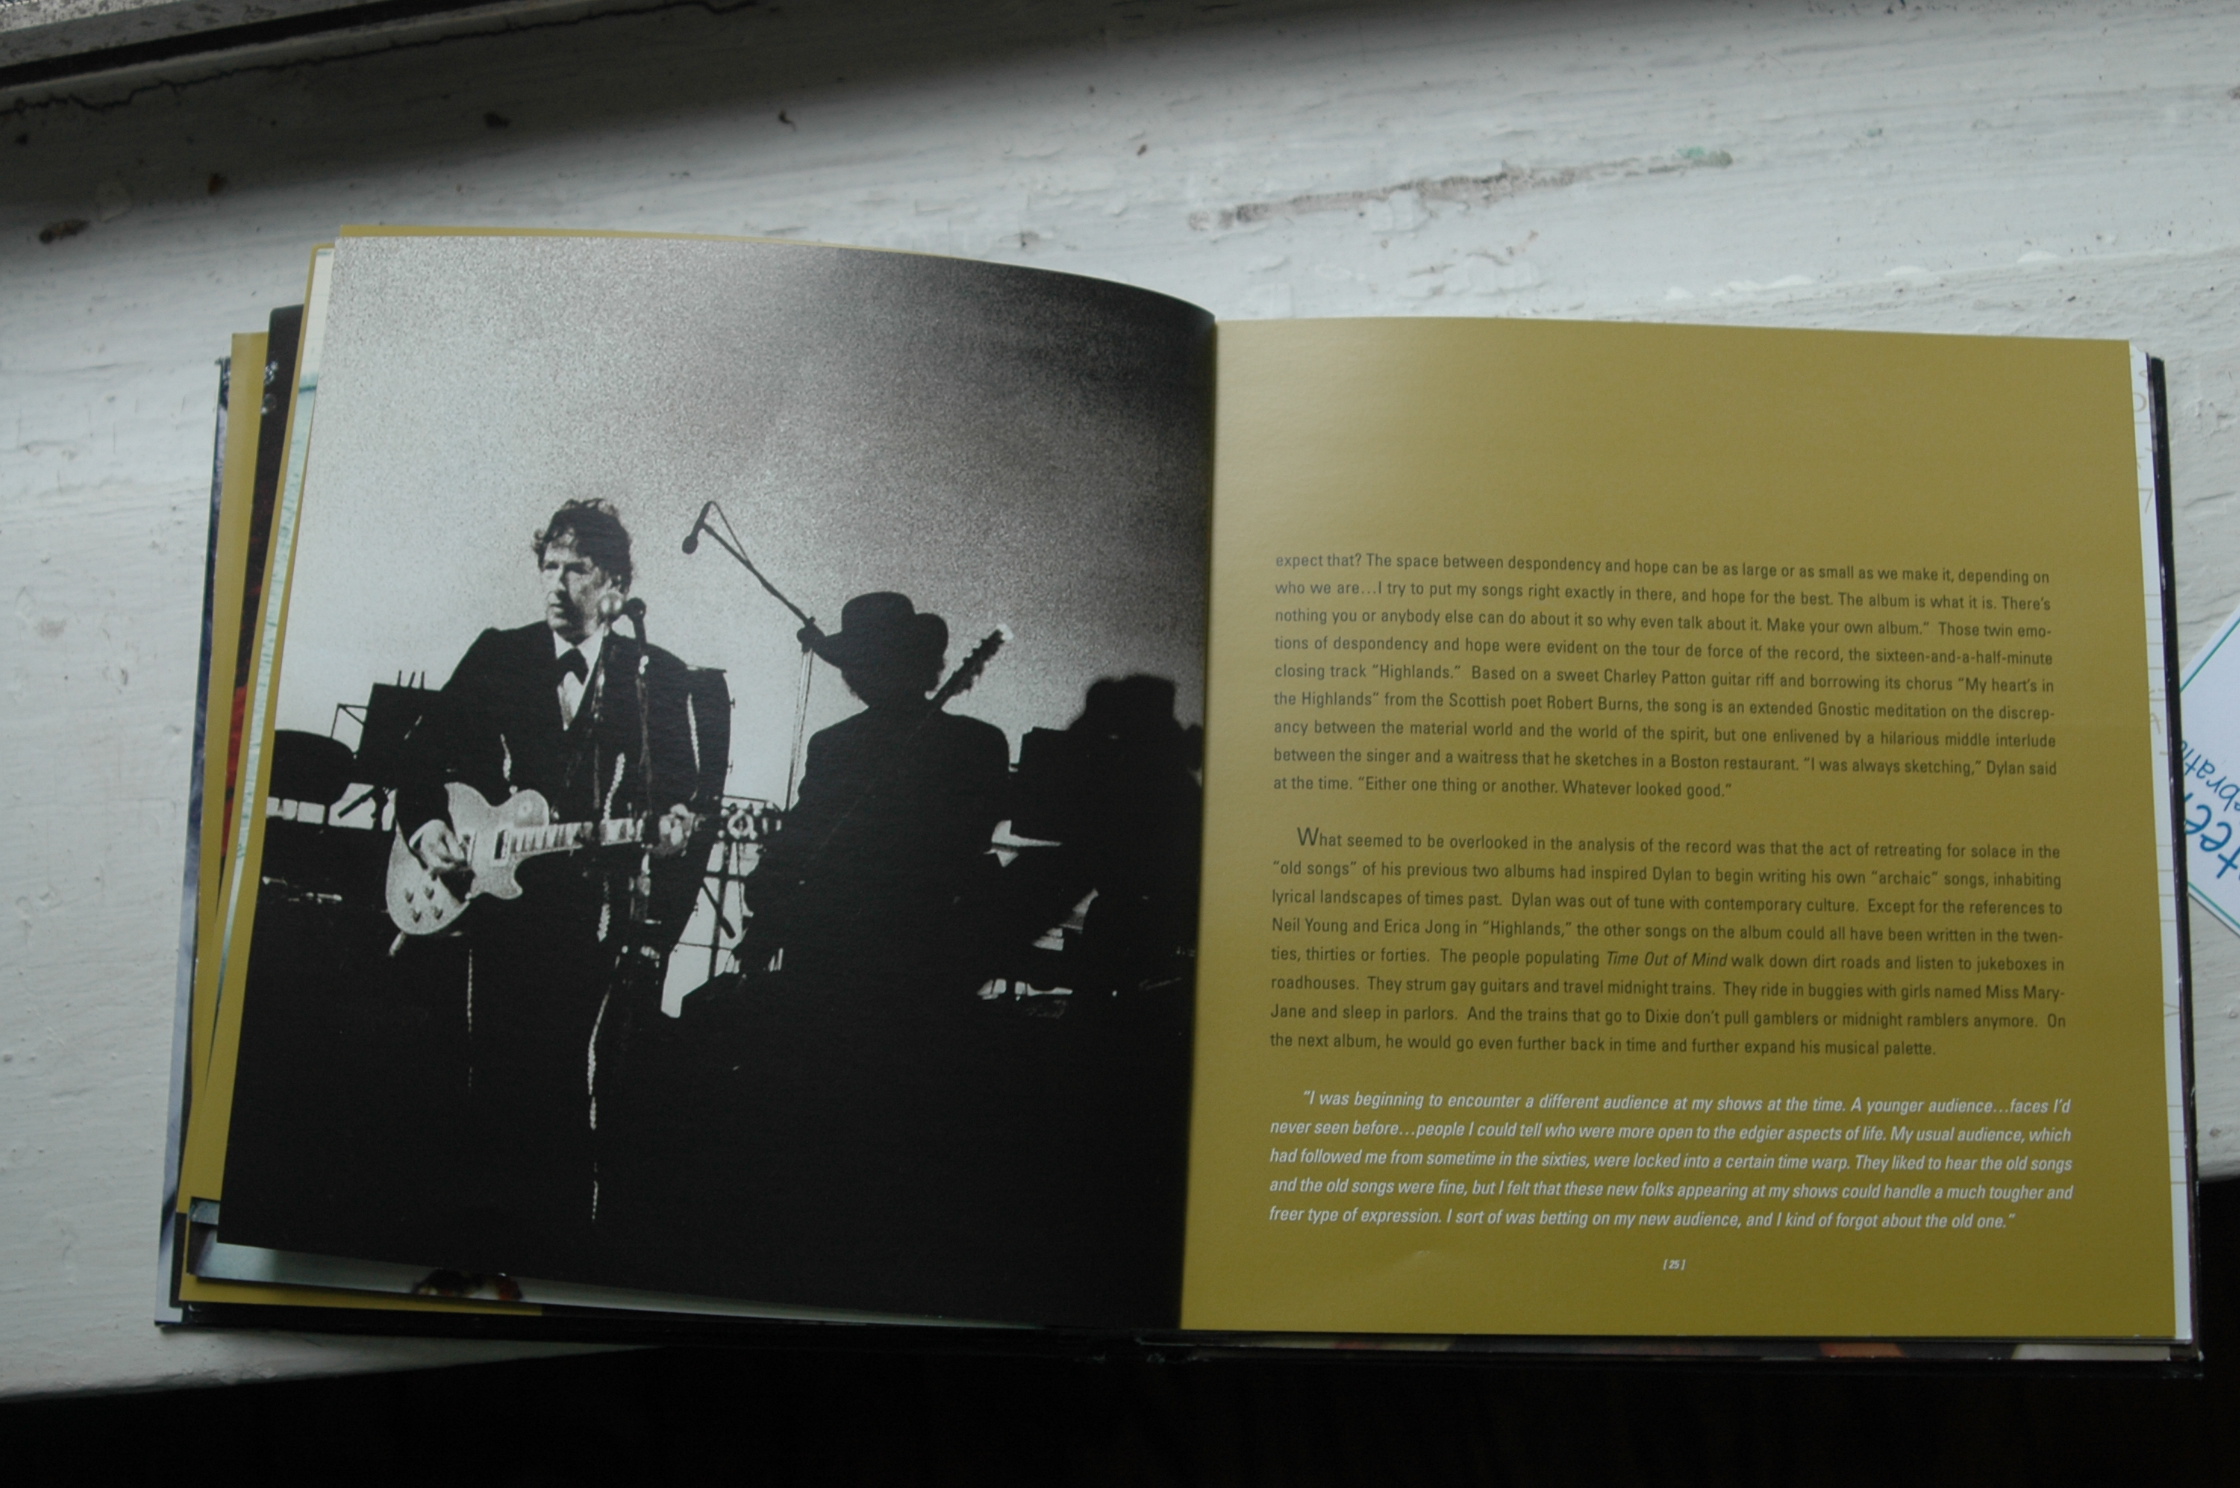 expect that? The space between despondency and hope can be as large or as small as we make it, depending on
who we are...I try to put my songs right exactly in there, and hope for the best. The album is what it is. There's
nothing you or anybody else can do about it so why even talk about it. Make your own album." Those twin emo-
tions of despondency and hope were evident on the tour de force of the record, the sixteen-and-a-half-minute
closing track "Highlands." Based on a sweet Charley Patton guitar riff and borrowing its chorus "My heart's in
the Highlands" from the Scottish poet Robert Burns, the song is an extended Gnostic meditation on the discrep-
ancy between the material world and the world of the spirit, but one enlivened by a hilarious middle interlude
between the singer and a waitress that he sketches in a Boston restaurant. "I was always sketching," Dylan said
at the time. "Either one thing or another. Whatever looked good."
What seemed to be overlooked in the analysis of the record was that the act of retreating for solace in the
"old songs" of his previous two albums had inspired Dylan to begin writing his own "archaic" songs, inhabiting
lyrical landscapes of times past. Dylan was out of tune with contemporary culture. Except for the references to
Neil Young and Erica Jong in "Highlands," the other songs on the album could all have been written in the twen-
ties, thirties or forties. The people populating Time Out of Mind walk down dirt roads and listen to jukeboxes in
roadhouses. They strum gay guitars and travel midnight trains. They ride in buggies with girls named Miss Mary-
Jane and sleep in parlors. And the trains that go to Dixie don't pull gamblers or midnight ramblers anymore. On
the next album, he would go even further back in time and further expand his musical palette.
"I was beginning to encounter a different audience at my shows at the time. A younger audience...faces I'd
never seen before...people I could tell who were more open to the edgier aspects of life. My usual audience, which
had followed me from sometime in the sixties, were locked into a certain time warp. They liked to hear the old songs
and the old songs were fine, but I felt that these new folks appearing at my shows could handle a much tougher and
freer type of expression. I sort of was betting on my new audience, and I kind of forgot about the old one."
[ 25 ]